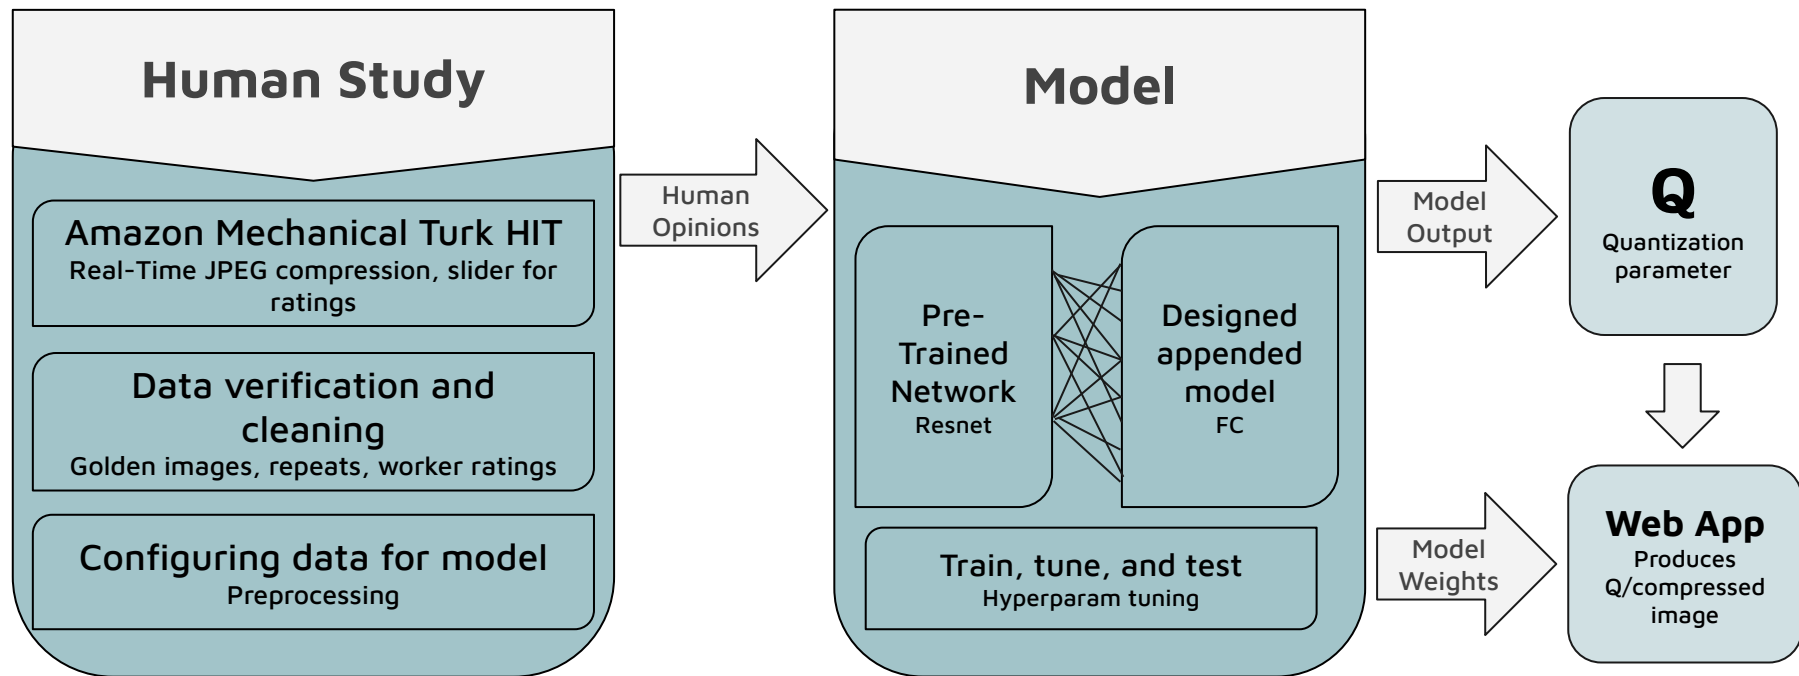 Human Study
Amazon Mechanical Turk HIT
Real-Time JPEG compression, slider for
ratings
Data verification and
cleaning
Golden images, repeats, worker ratings
Configuring data for model
Preprocessing
Human
Opinions
Model
Pre-
Trained
Network
Resnet
Designed
appended
model
FC
Train, tune, and test
Hyperparam tuning
Model
Output
Q
Quantization
parameter
Model
Weights
Web App
Produces
Q/compressed
image